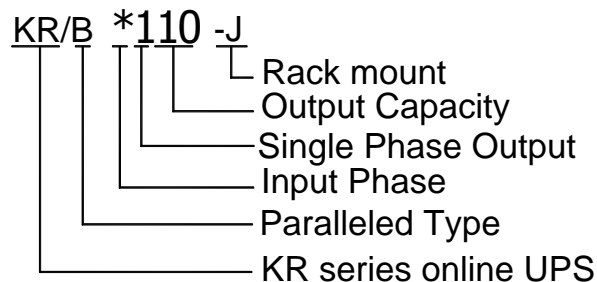 KR/B *110 -J
Rack mount
Output Capacity
Single Phase Output
Input Phase
Paralleled Type
KR series online UPS